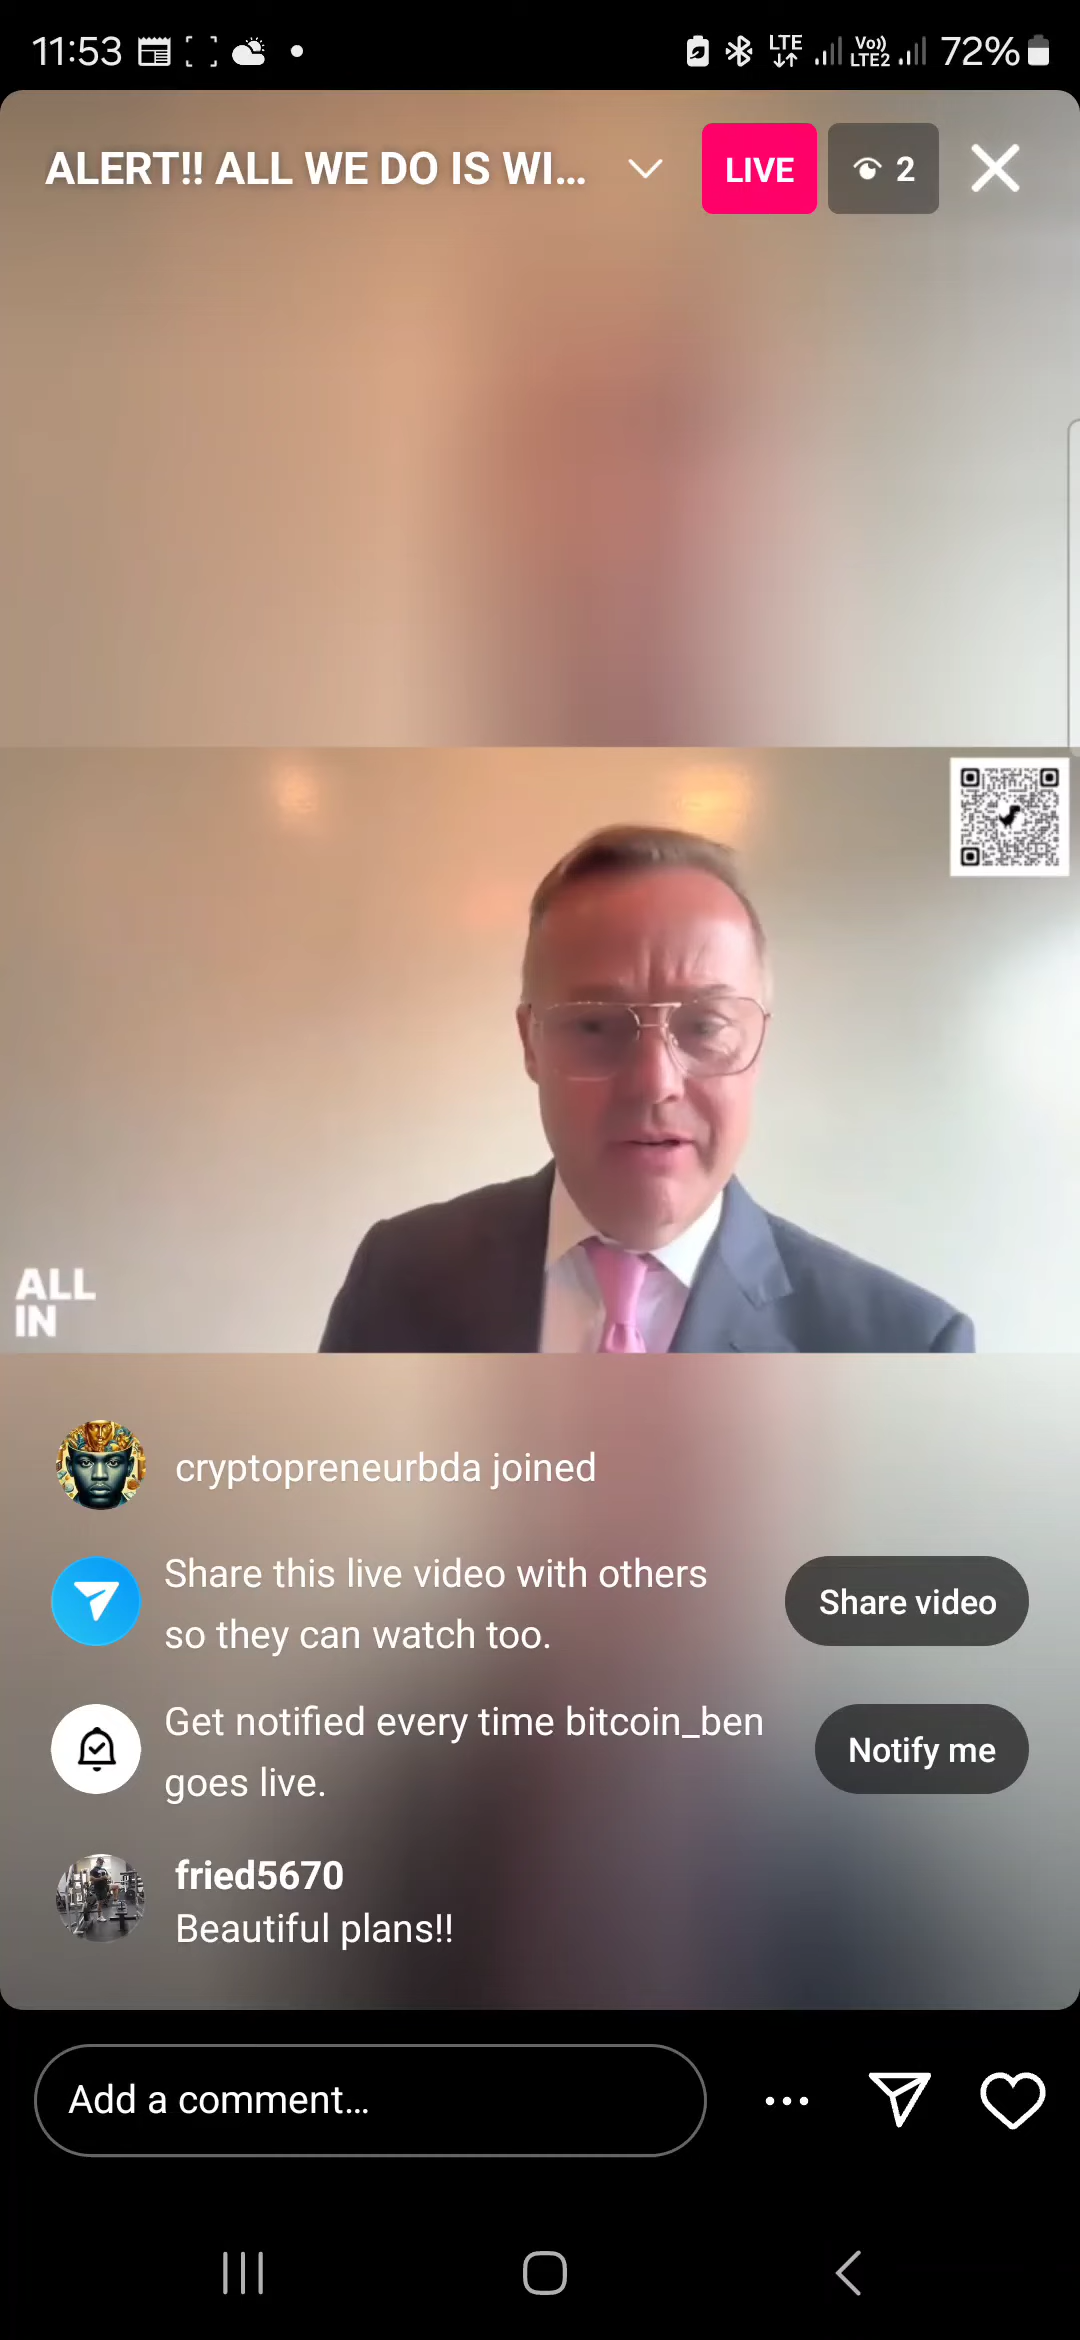 11:53
LTE
Vo))
LTE2
72%
ALERT!! ALL WE DO IS WI...
LIVE
2
ALL
IN
cryptopreneurbda joined
Share this live video with others
so they can watch too.
Share video
Get notified every time bitcoin_ben
goes live.
Notify me
fried5670
Beautiful plans!!
Add a comment...